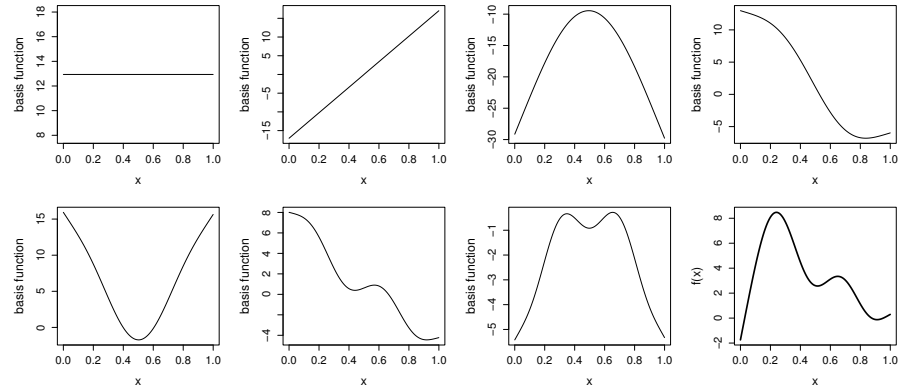 basis function
8 10 12 14 16 18
0.0 0.2 0.4 0.6 0.8 1.0
x
basis function
−15 −5 5 15
0.0 0.2 0.4 0.6 0.8 1.0
x
basis function
−30 −25 −20 −15 −10
0.0 0.2 0.4 0.6 0.8 1.0
x
basis function
−5 0 5 10
0.0 0.2 0.4 0.6 0.8 1.0
x
basis function
0 5 10 15
0.0 0.2 0.4 0.6 0.8 1.0
x
basis function
−4 0 2 4 6 8
0.0 0.2 0.4 0.6 0.8 1.0
x
basis function
−5 −4 −3 −2 −1
0.0 0.2 0.4 0.6 0.8 1.0
x
f(x)
−2 0 2 4 6 8
0.0 0.2 0.4 0.6 0.8 1.0
x